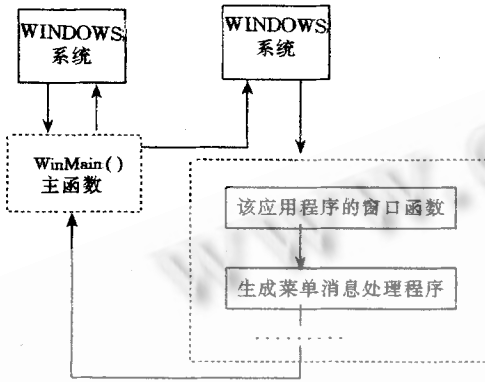 WINDOWS
系统
WINDOWS
系统
WinMain()
主函数
该应用程序的窗口函数
生成菜单消息处理程序
........